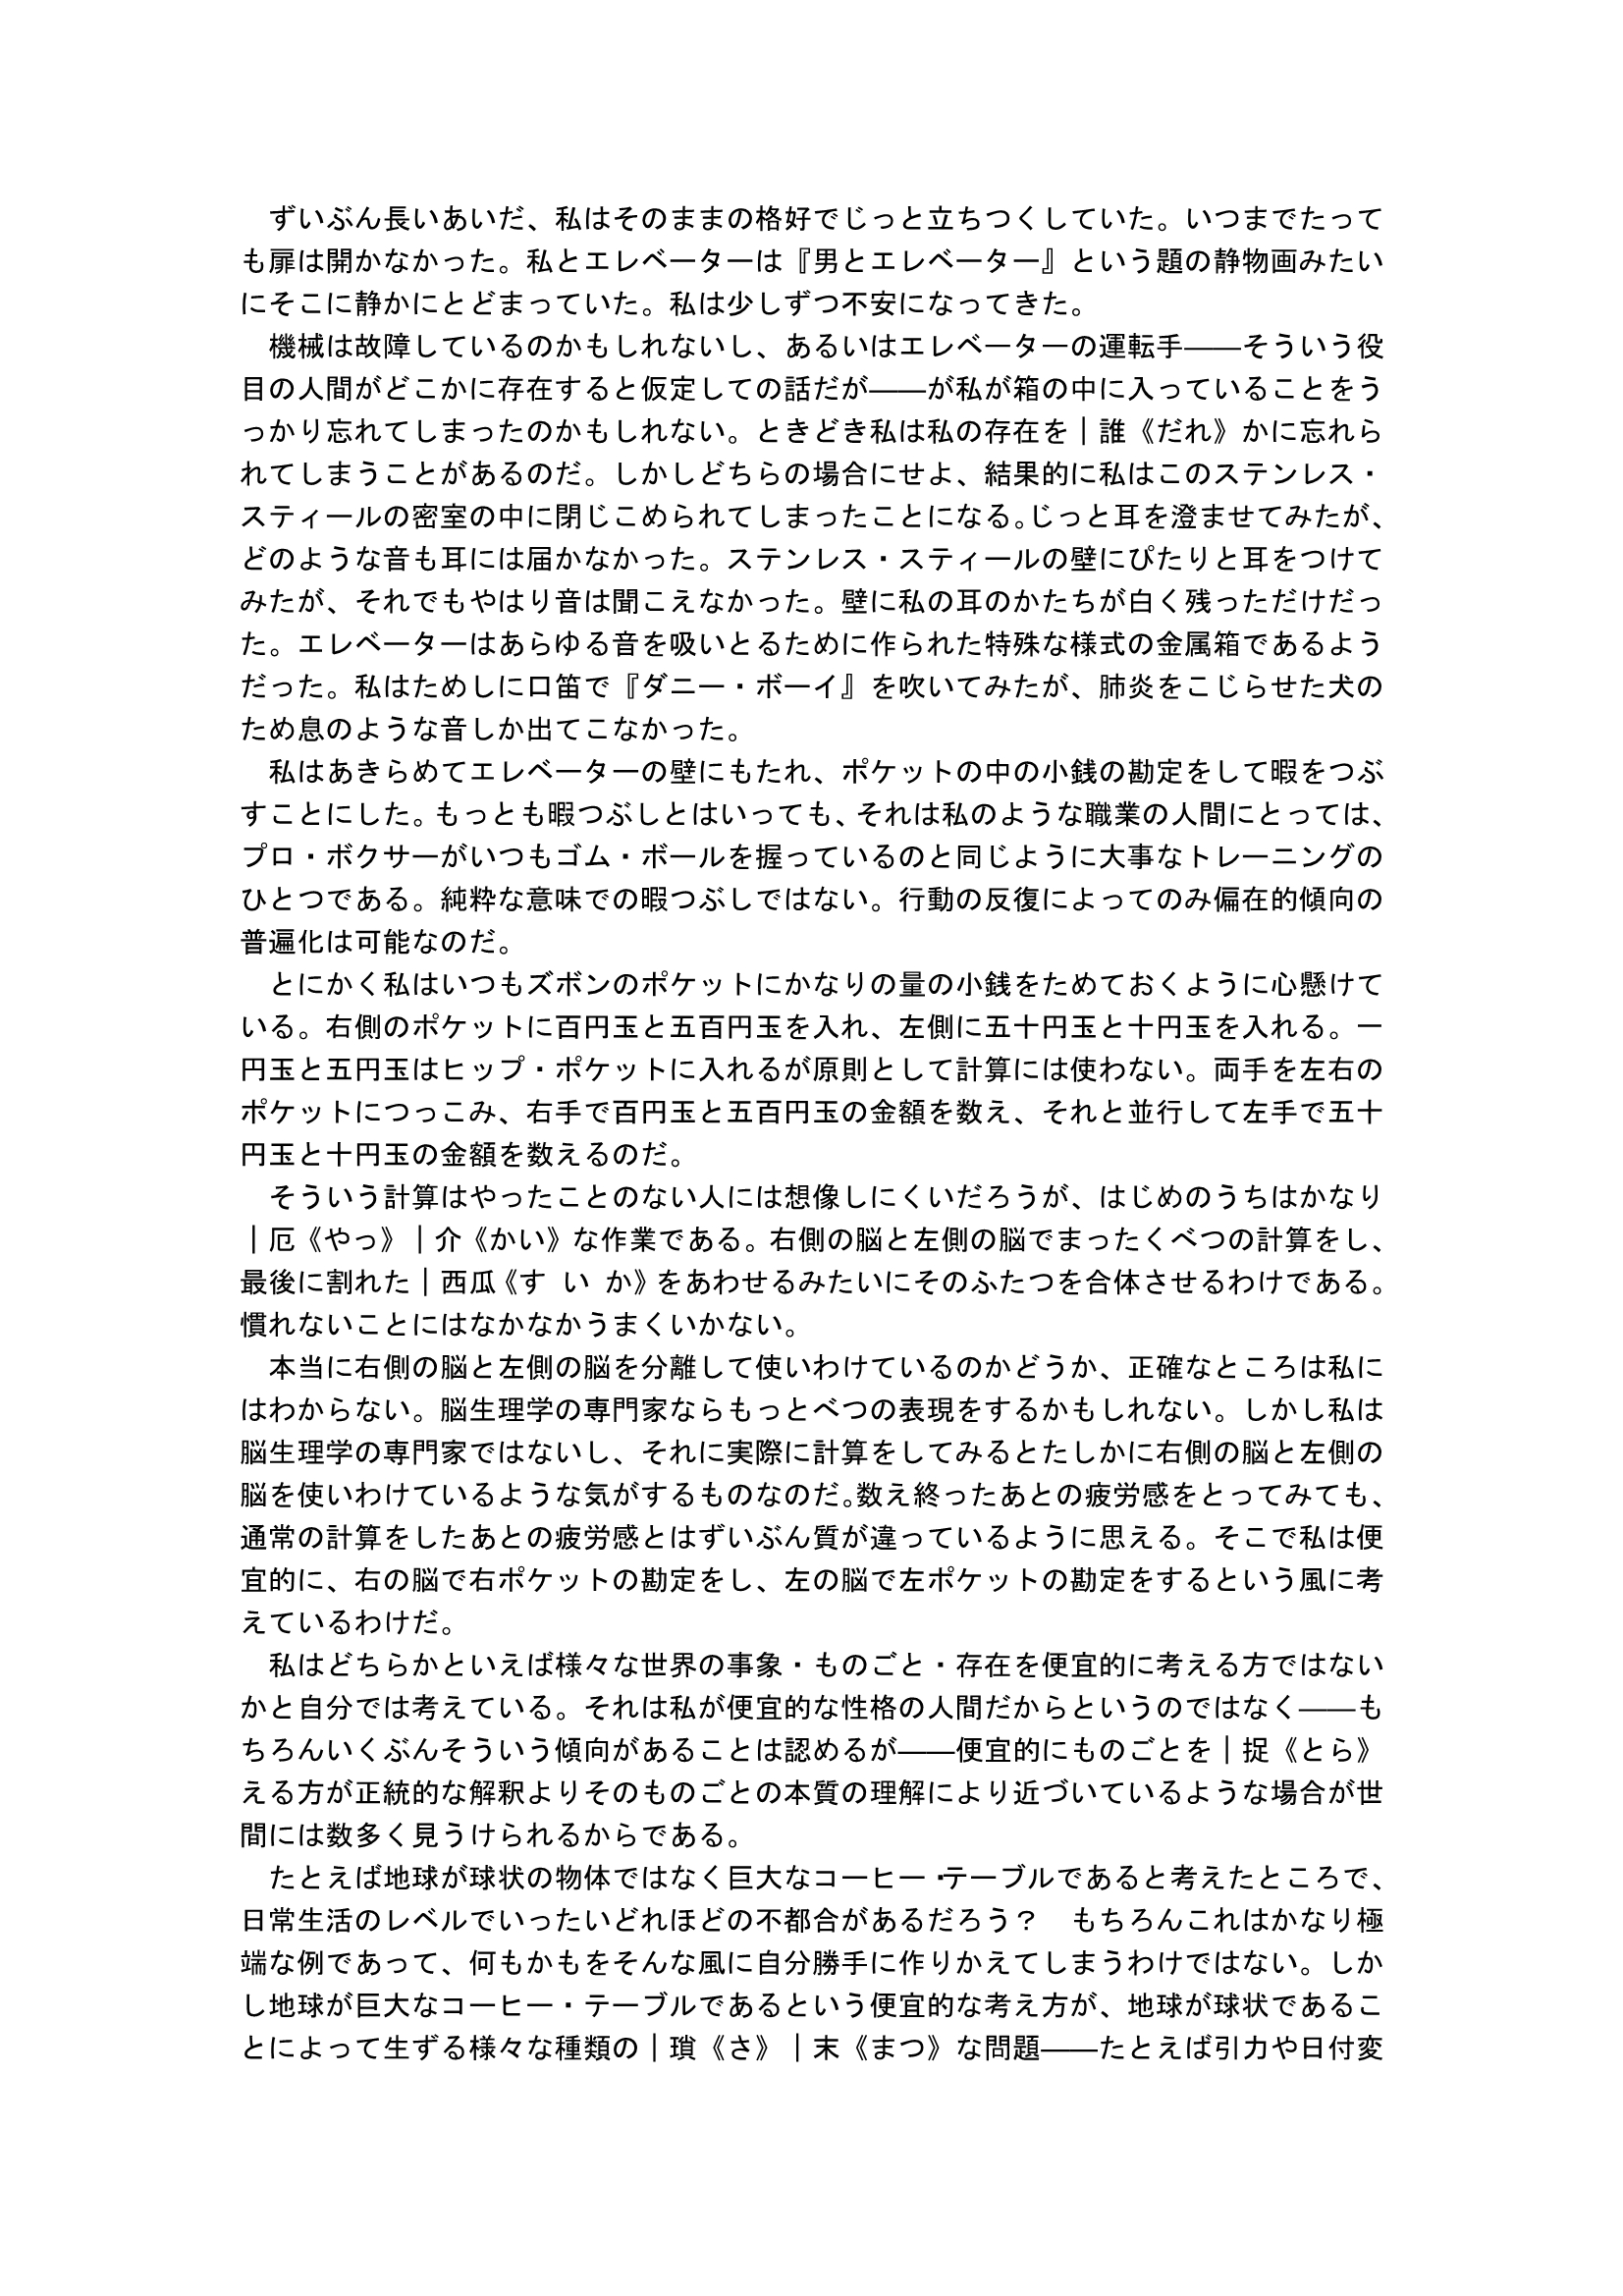 ずいぶん長いあいだ、私はそのままの格好でじっと立ちつくしていた。いつまでたって
も扉は開かなかった。私とエレベーターは『男とエレベーター』という題の静物画みたい
にそこに静かにとどまっていた。私は少しずつ不安になってきた。
　機械は故障しているのかもしれないし、あるいはエレベーターの運転手――そういう役
目の人間がどこかに存在すると仮定しての話だが――が私が箱の中に入っていることをう
っかり忘れてしまったのかもしれない。ときどき私は私の存在を｜誰《だれ》かに忘れら
れてしまうことがあるのだ。しかしどちらの場合にせよ、結果的に私はこのステンレス・
スティールの密室の中に閉じこめられてしまったことになる。じっと耳を澄ませてみたが、
どのような音も耳には届かなかった。ステンレス・スティールの壁にぴたりと耳をつけて
みたが、それでもやはり音は聞こえなかった。壁に私の耳のかたちが白く残っただけだっ
た。エレベーターはあらゆる音を吸いとるために作られた特殊な様式の金属箱であるよう
だった。私はためしに口笛で『ダニー・ボーイ』を吹いてみたが、肺炎をこじらせた犬の
ため息のような音しか出てこなかった。
　私はあきらめてエレベーターの壁にもたれ、ポケットの中の小銭の勘定をして暇をつぶ
すことにした。もっとも暇つぶしとはいっても、それは私のような職業の人間にとっては、
プロ・ボクサーがいつもゴム・ボールを握っているのと同じように大事なトレーニングの
ひとつである。純粋な意味での暇つぶしではない。行動の反復によってのみ偏在的傾向の
普遍化は可能なのだ。
　とにかく私はいつもズボンのポケットにかなりの量の小銭をためておくように心懸けて
いる。右側のポケットに百円玉と五百円玉を入れ、左側に五十円玉と十円玉を入れる。一
円玉と五円玉はヒップ・ポケットに入れるが原則として計算には使わない。両手を左右の
ポケットにつっこみ、右手で百円玉と五百円玉の金額を数え、それと並行して左手で五十
円玉と十円玉の金額を数えるのだ。
　そういう計算はやったことのない人には想像しにくいだろうが、はじめのうちはかなり
｜厄《やっ》｜介《かい》な作業である。右側の脳と左側の脳でまったくべつの計算をし、
最後に割れた｜西瓜《す い か》をあわせるみたいにそのふたつを合体させるわけである。
慣れないことにはなかなかうまくいかない。
　本当に右側の脳と左側の脳を分離して使いわけているのかどうか、正確なところは私に
はわからない。脳生理学の専門家ならもっとべつの表現をするかもしれない。しかし私は
脳生理学の専門家ではないし、それに実際に計算をしてみるとたしかに右側の脳と左側の
脳を使いわけているような気がするものなのだ。数え終ったあとの疲労感をとってみても、
通常の計算をしたあとの疲労感とはずいぶん質が違っているように思える。そこで私は便
宜的に、右の脳で右ポケットの勘定をし、左の脳で左ポケットの勘定をするという風に考
えているわけだ。
　私はどちらかといえば様々な世界の事象・ものごと・存在を便宜的に考える方ではない
かと自分では考えている。それは私が便宜的な性格の人間だからというのではなく――も
ちろんいくぶんそういう傾向があることは認めるが――便宜的にものごとを｜捉《とら》
える方が正統的な解釈よりそのものごとの本質の理解により近づいているような場合が世
間には数多く見うけられるからである。
　たとえば地球が球状の物体ではなく巨大なコーヒー・テーブルであると考えたところで、
日常生活のレベルでいったいどれほどの不都合があるだろう？　もちろんこれはかなり極
端な例であって、何もかもをそんな風に自分勝手に作りかえてしまうわけではない。しか
し地球が巨大なコーヒー・テーブルであるという便宜的な考え方が、地球が球状であるこ
とによって生ずる様々な種類の｜瑣《さ》｜末《まつ》な問題――たとえば引力や日付変